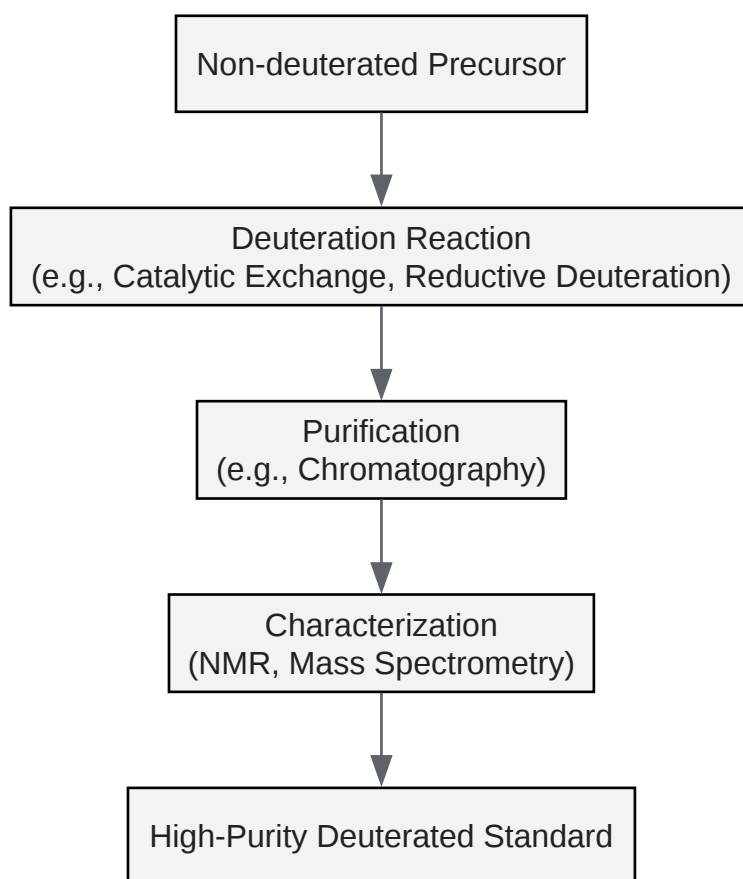 Non-deuterated Precursor
Deuteration Reaction
(e.g., Catalytic Exchange, Reductive Deuteration)
Purification
(e.g., Chromatography)
Characterization
(NMR, Mass Spectrometry)
High-Purity Deuterated Standard